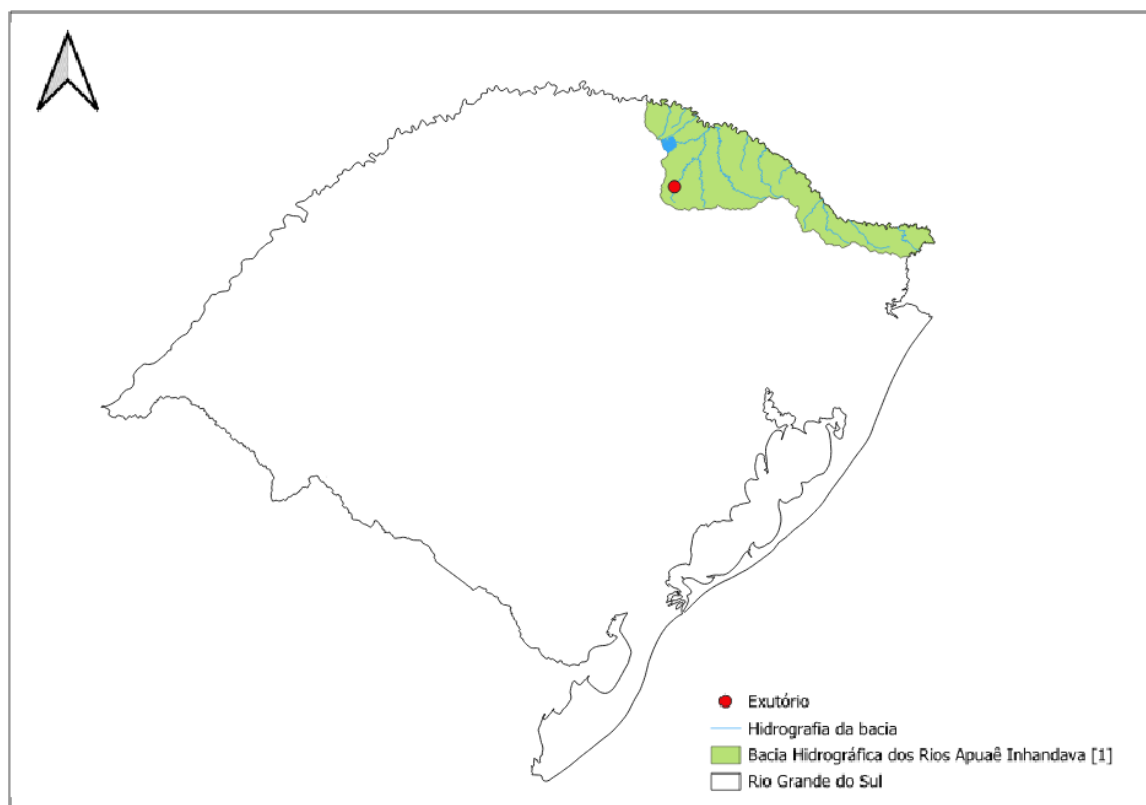 Exutório
Hidrografia da bacia
Bacia Hidrográfica dos Rios Apuaê Inhandava [1]
Rio Grande do Sul